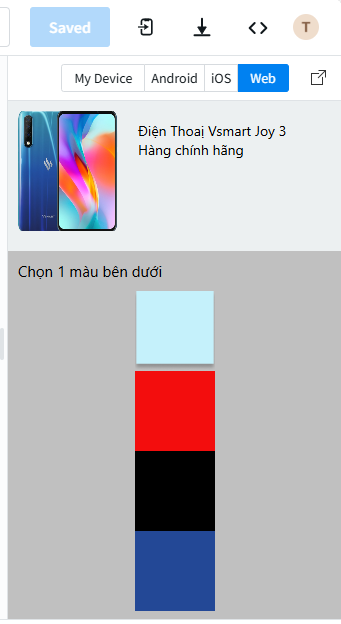 Saved
T
My Device
Android
iOS
Web
Điện Thoại Vsmart Joy 3
Hàng chính hãng
Chọn 1 màu bên dưới